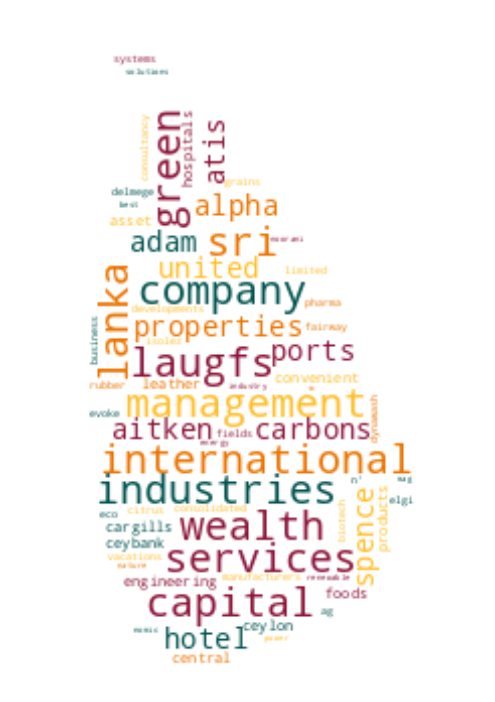 systems
solutions
consultancy
green
hospitals
atis
grains
delmege
best
alpha
asset
adam
sri
noorani
united
limited
lanka
company
pharma
developments
properties
fairway
business
isolez
laugfs
ports
convenient
rubber
leather
industry
management
dynawash
evoke
aitken
fields
carbons
energy
international
n'
mag
industries
elgi
eco
citrus
consolidated
wealth
biotech
spence
products
cargills
ceybank
services
vacations
nature
engineering
manufacturers
renewable
capital
foods
ag
ceylon
hotel
power
central